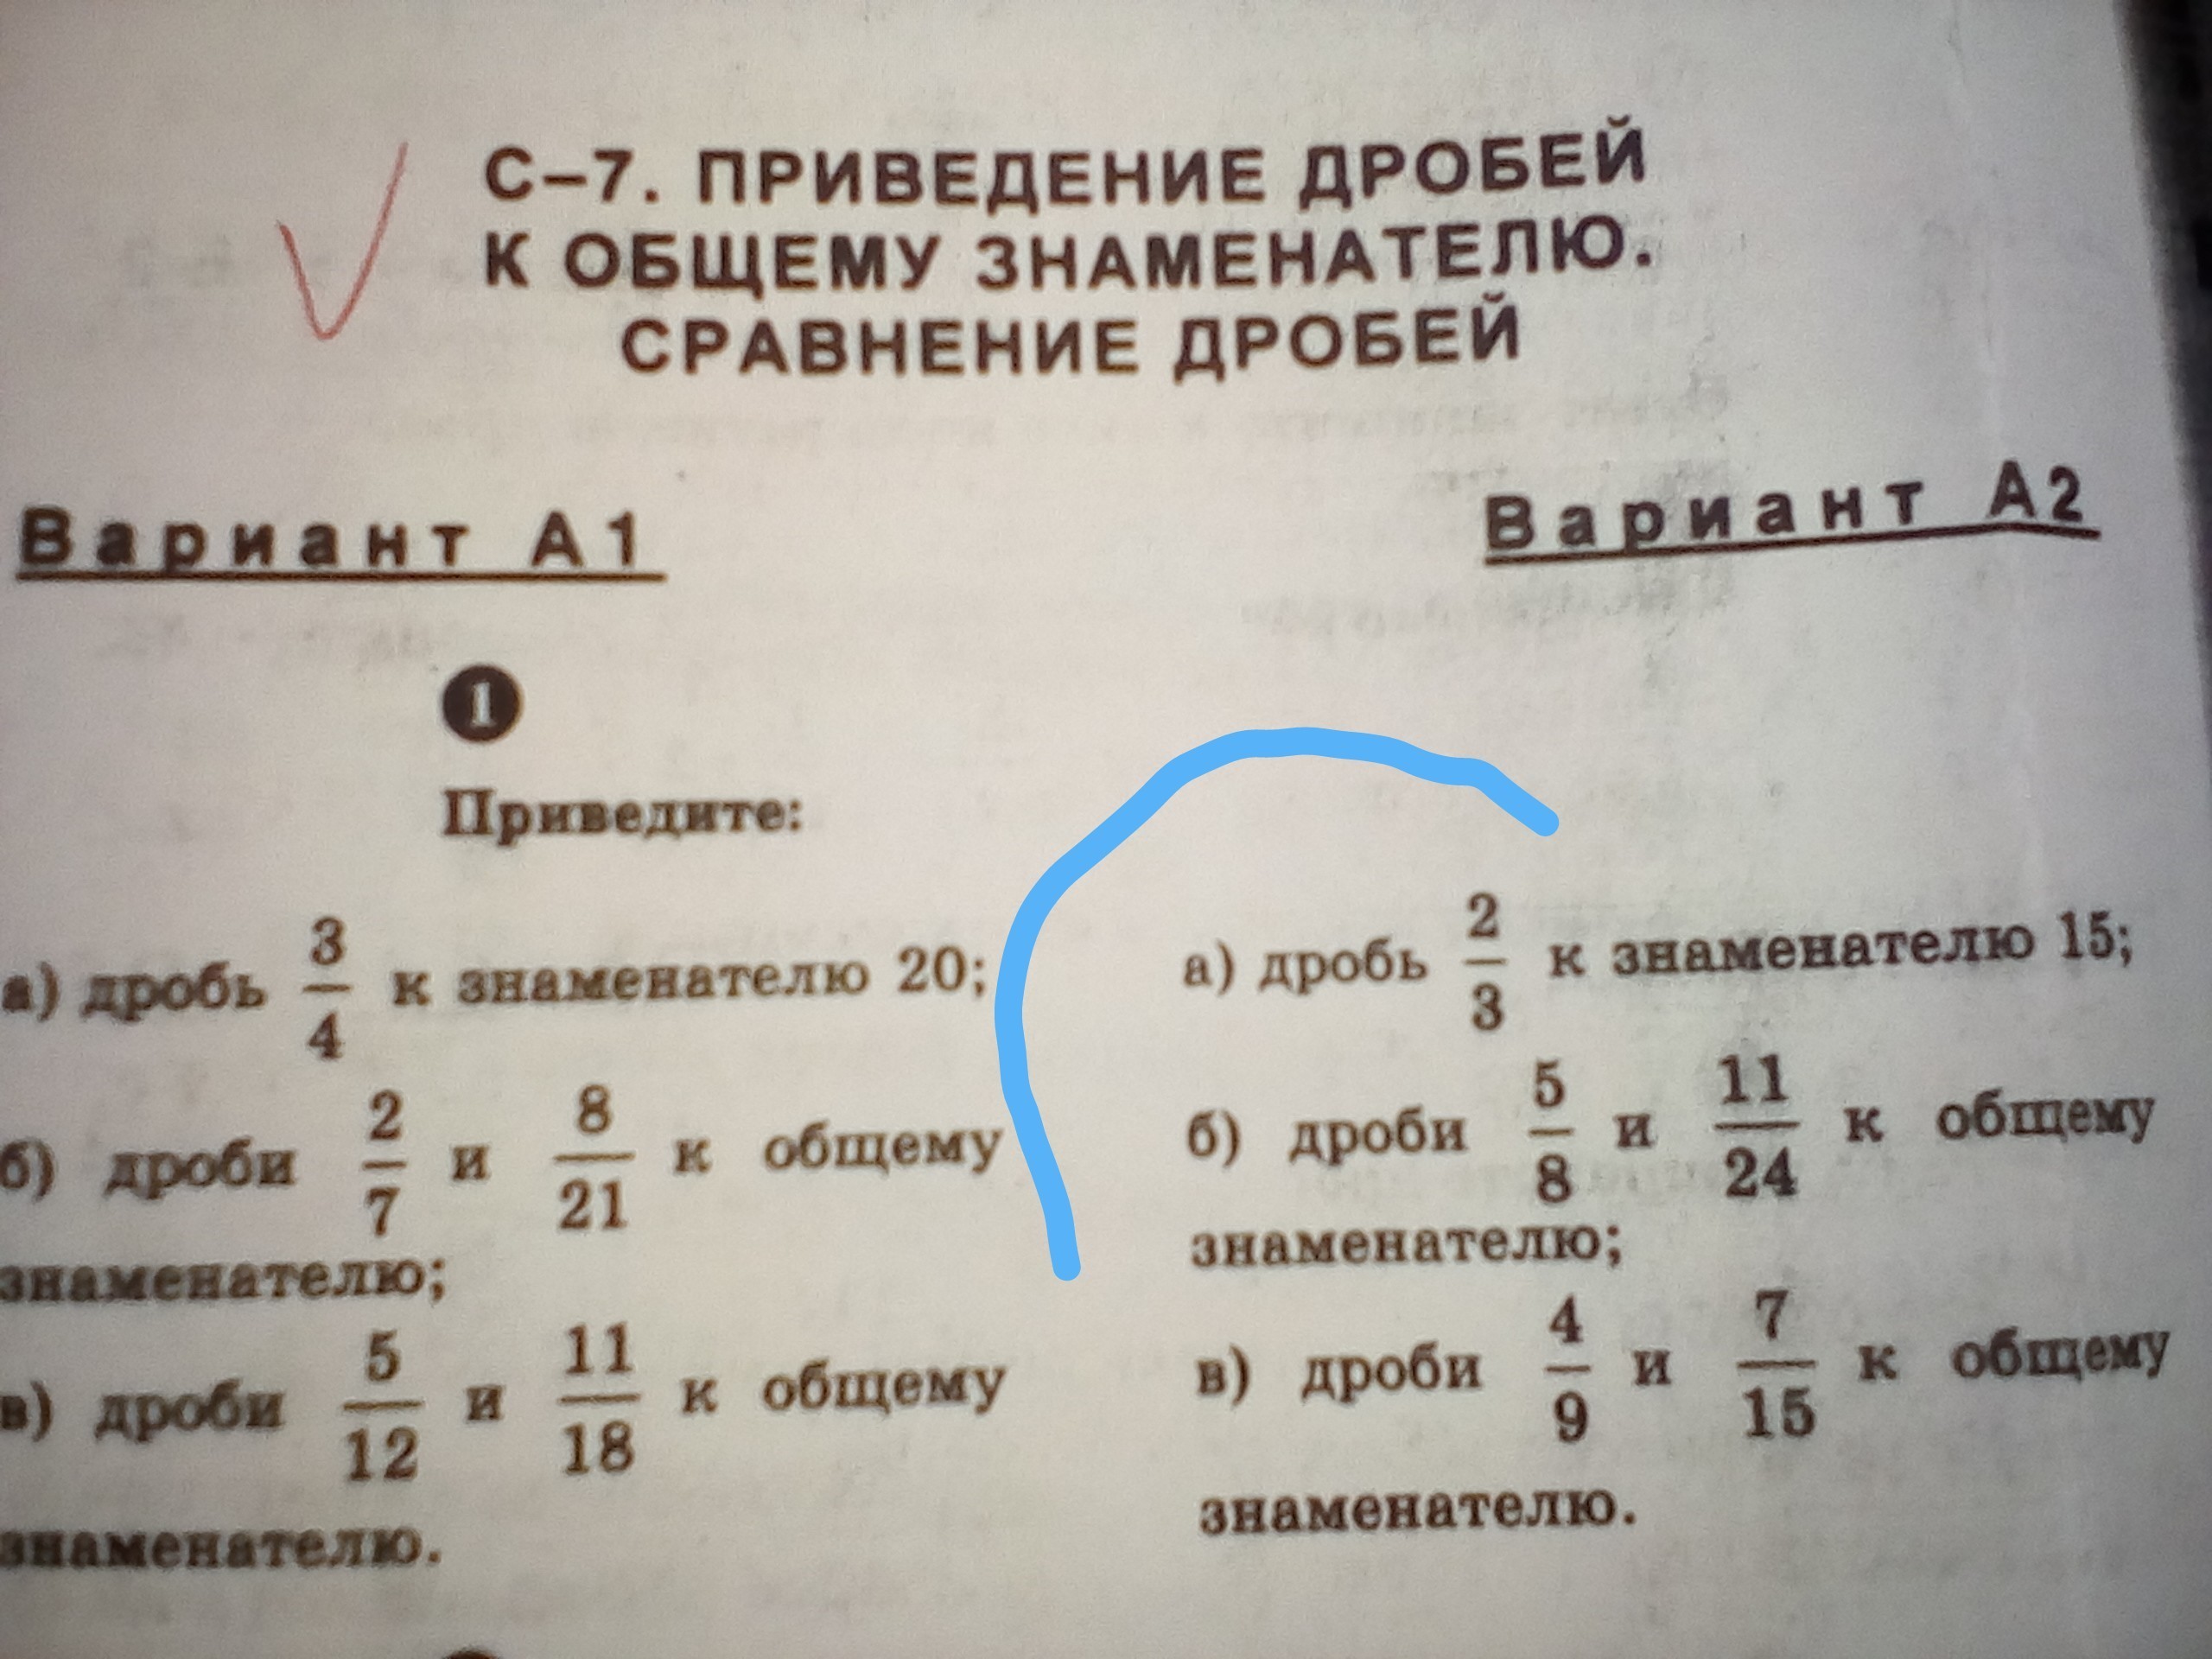 С–7. ПРИВЕДЕНИЕ ДРОБЕЙ
К ОБЩЕМУ ЗНАМЕНАТЕЛЮ.
СРАВНЕНИЕ ДРОБЕЙ
Вариант А1
1
Приведите:
а) дробь 3/4 к знаменателю 20;
б) дроби 2/7 и 8/21 к общему
знаменателю;
в) дроби 5/12 и 11/18 к общему
знаменателю.
Вариант А2
а) дробь 2/3 к знаменателю 15;
б) дроби 5/8 и 11/24 к общему
знаменателю;
в) дроби 4/9 и 7/15 к общему
знаменателю.